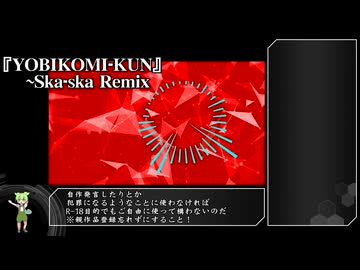 『YOBIKOMI-KUN』
~Ska-ska Remix
自作発言したりとか
犯罪になるようなことに使わなければ
R-18目的でもご自由に使って構わないのだ
※親作品登録忘れずにすること！